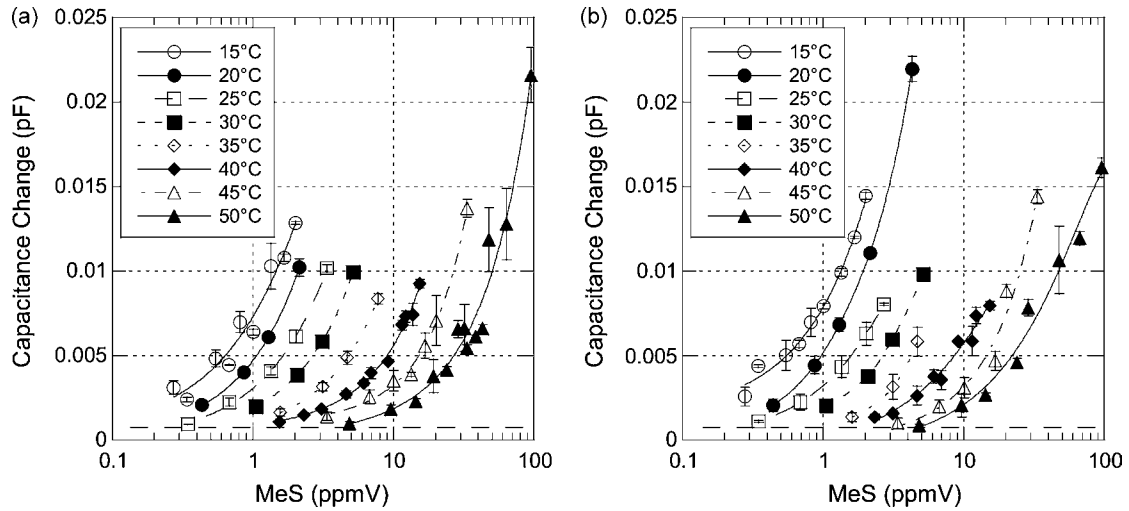 (a)
0.025
0.02
0.015
0.01
0.005
0
Capacitance Change (pF)
15°C
20°C
25°C
30°C
35°C
40°C
45°C
50°C
0.1 1 10 100
MeS (ppmV)
(b)
0.025
0.02
0.015
0.01
0.005
0
Capacitance Change (pF)
15°C
20°C
25°C
30°C
35°C
40°C
45°C
50°C
0.1 1 10 100
MeS (ppmV)